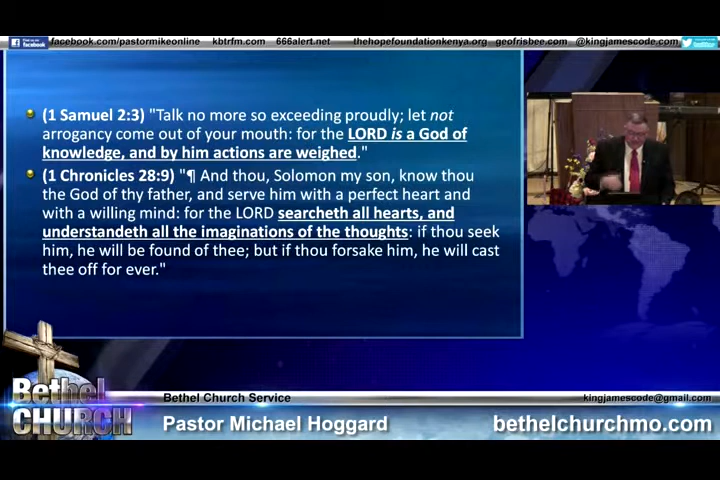 facebook.com/pastormikeonline kbtrfm.com 666alert.net thehopefoundationkenya.org geofrisbee.com @kingjamescode.com
(1 Samuel 2:3) "Talk no more so exceeding proudly; let not
arrogancy come out of your mouth: for the LORD is a God of
knowledge, and by him actions are weighed."
(1 Chronicles 28:9) "¶ And thou, Solomon my son, know thou
the God of thy father, and serve him with a perfect heart and
with a willing mind: for the LORD searcheth all hearts, and
understandeth all the imaginations of the thoughts: if thou seek
him, he will be found of thee; but if thou forsake him, he will cast
thee off for ever."
Bethel
CHURCH
Bethel Church Service
kingjamescode@gmail.com
Pastor Michael Hoggard
bethelchurchmo.com